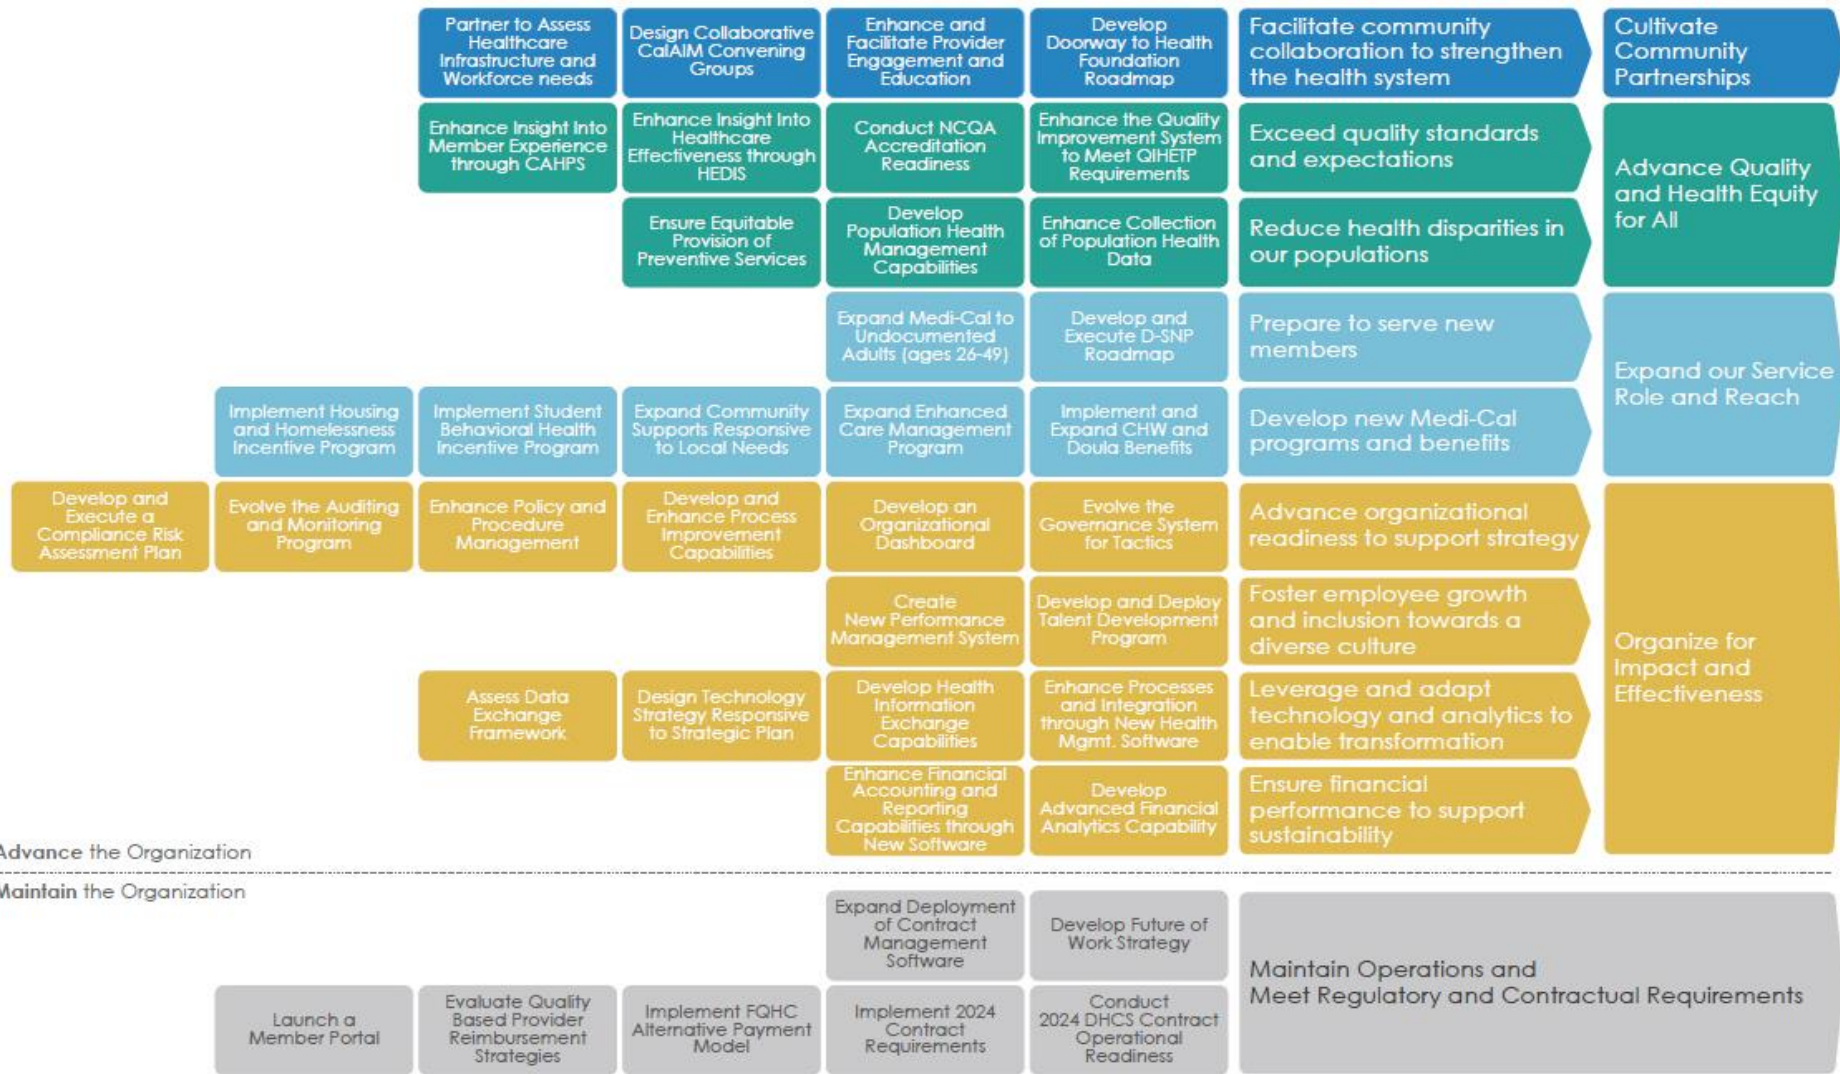 Partner to Assess
Healthcare
Infrastructure and
Workforce needs
Design Collaborative
CalAIM Convening
Groups
Enhance and
Facilitate Provider
Engagement and
Education
Develop
Doorway to Health
Foundation
Roadmap
Facilitate community
collaboration to strengthen
the health system
Cultivate
Community
Partnerships
Enhance Insight Into
Member Experience
through CAHPS
Enhance Insight Into
Healthcare
Effectiveness through
HEDIS
Conduct NCQA
Accreditation
Readiness
Enhance the Quality
Improvement System
to Meet QIHETP
Requirements
Exceed quality standards
and expectations
Advance Quality
and Health Equity
for All
Ensure Equitable
Provision of
Preventive Services
Develop
Population Health
Management
Capabilities
Enhance Collection
of Population Health
Data
Reduce health disparities in
our populations
Expand Medi-Cal to
Undocumented
Adults (ages 26-49)
Develop and
Execute D-SNP
Roadmap
Prepare to serve new
members
Expand our Service
Role and Reach
Implement Housing
and Homelessness
Incentive Program
Implement Student
Behavioral Health
Incentive Program
Expand Community
Supports Responsive
to Local Needs
Expand Enhanced
Care Management
Program
Implement and
Expand CHW and
Doula Benefits
Develop new Medi-Cal
programs and benefits
Develop and
Execute a
Compliance Risk
Assessment Plan
Evolve the Auditing
and Monitoring
Program
Enhance Policy and
Procedure
Management
Develop and
Enhance Process
Improvement
Capabilities
Develop an
Organizational
Dashboard
Evolve the
Governance System
for Tactics
Advance organizational
readiness to support strategy
Organize for
Impact and
Effectiveness
Create
New Performance
Management System
Develop and Deploy
Talent Development
Program
Foster employee growth
and inclusion towards a
diverse culture
Assess Data
Exchange
Framework
Design Technology
Strategy Responsive
to Strategic Plan
Develop Health
Information
Exchange
Capabilities
Enhance Processes
and Integration
through New Health
Mgmt. Software
Leverage and adapt
technology and analytics to
enable transformation
Enhance Financial
Accounting and
Reporting
Capabilities through
New Software
Develop
Advanced Financial
Analytics Capability
Ensure financial
performance to support
sustainability
Advance the Organization
Maintain the Organization
Expand Deployment
of Contract
Management
Software
Develop Future of
Work Strategy
Maintain Operations and
Meet Regulatory and Contractual Requirements
Launch a
Member Portal
Evaluate Quality
Based Provider
Reimbursement
Strategies
Implement FQHC
Alternative Payment
Model
Implement 2024
Contract
Requirements
Conduct
2024 DHCS Contract
Operational
Readiness